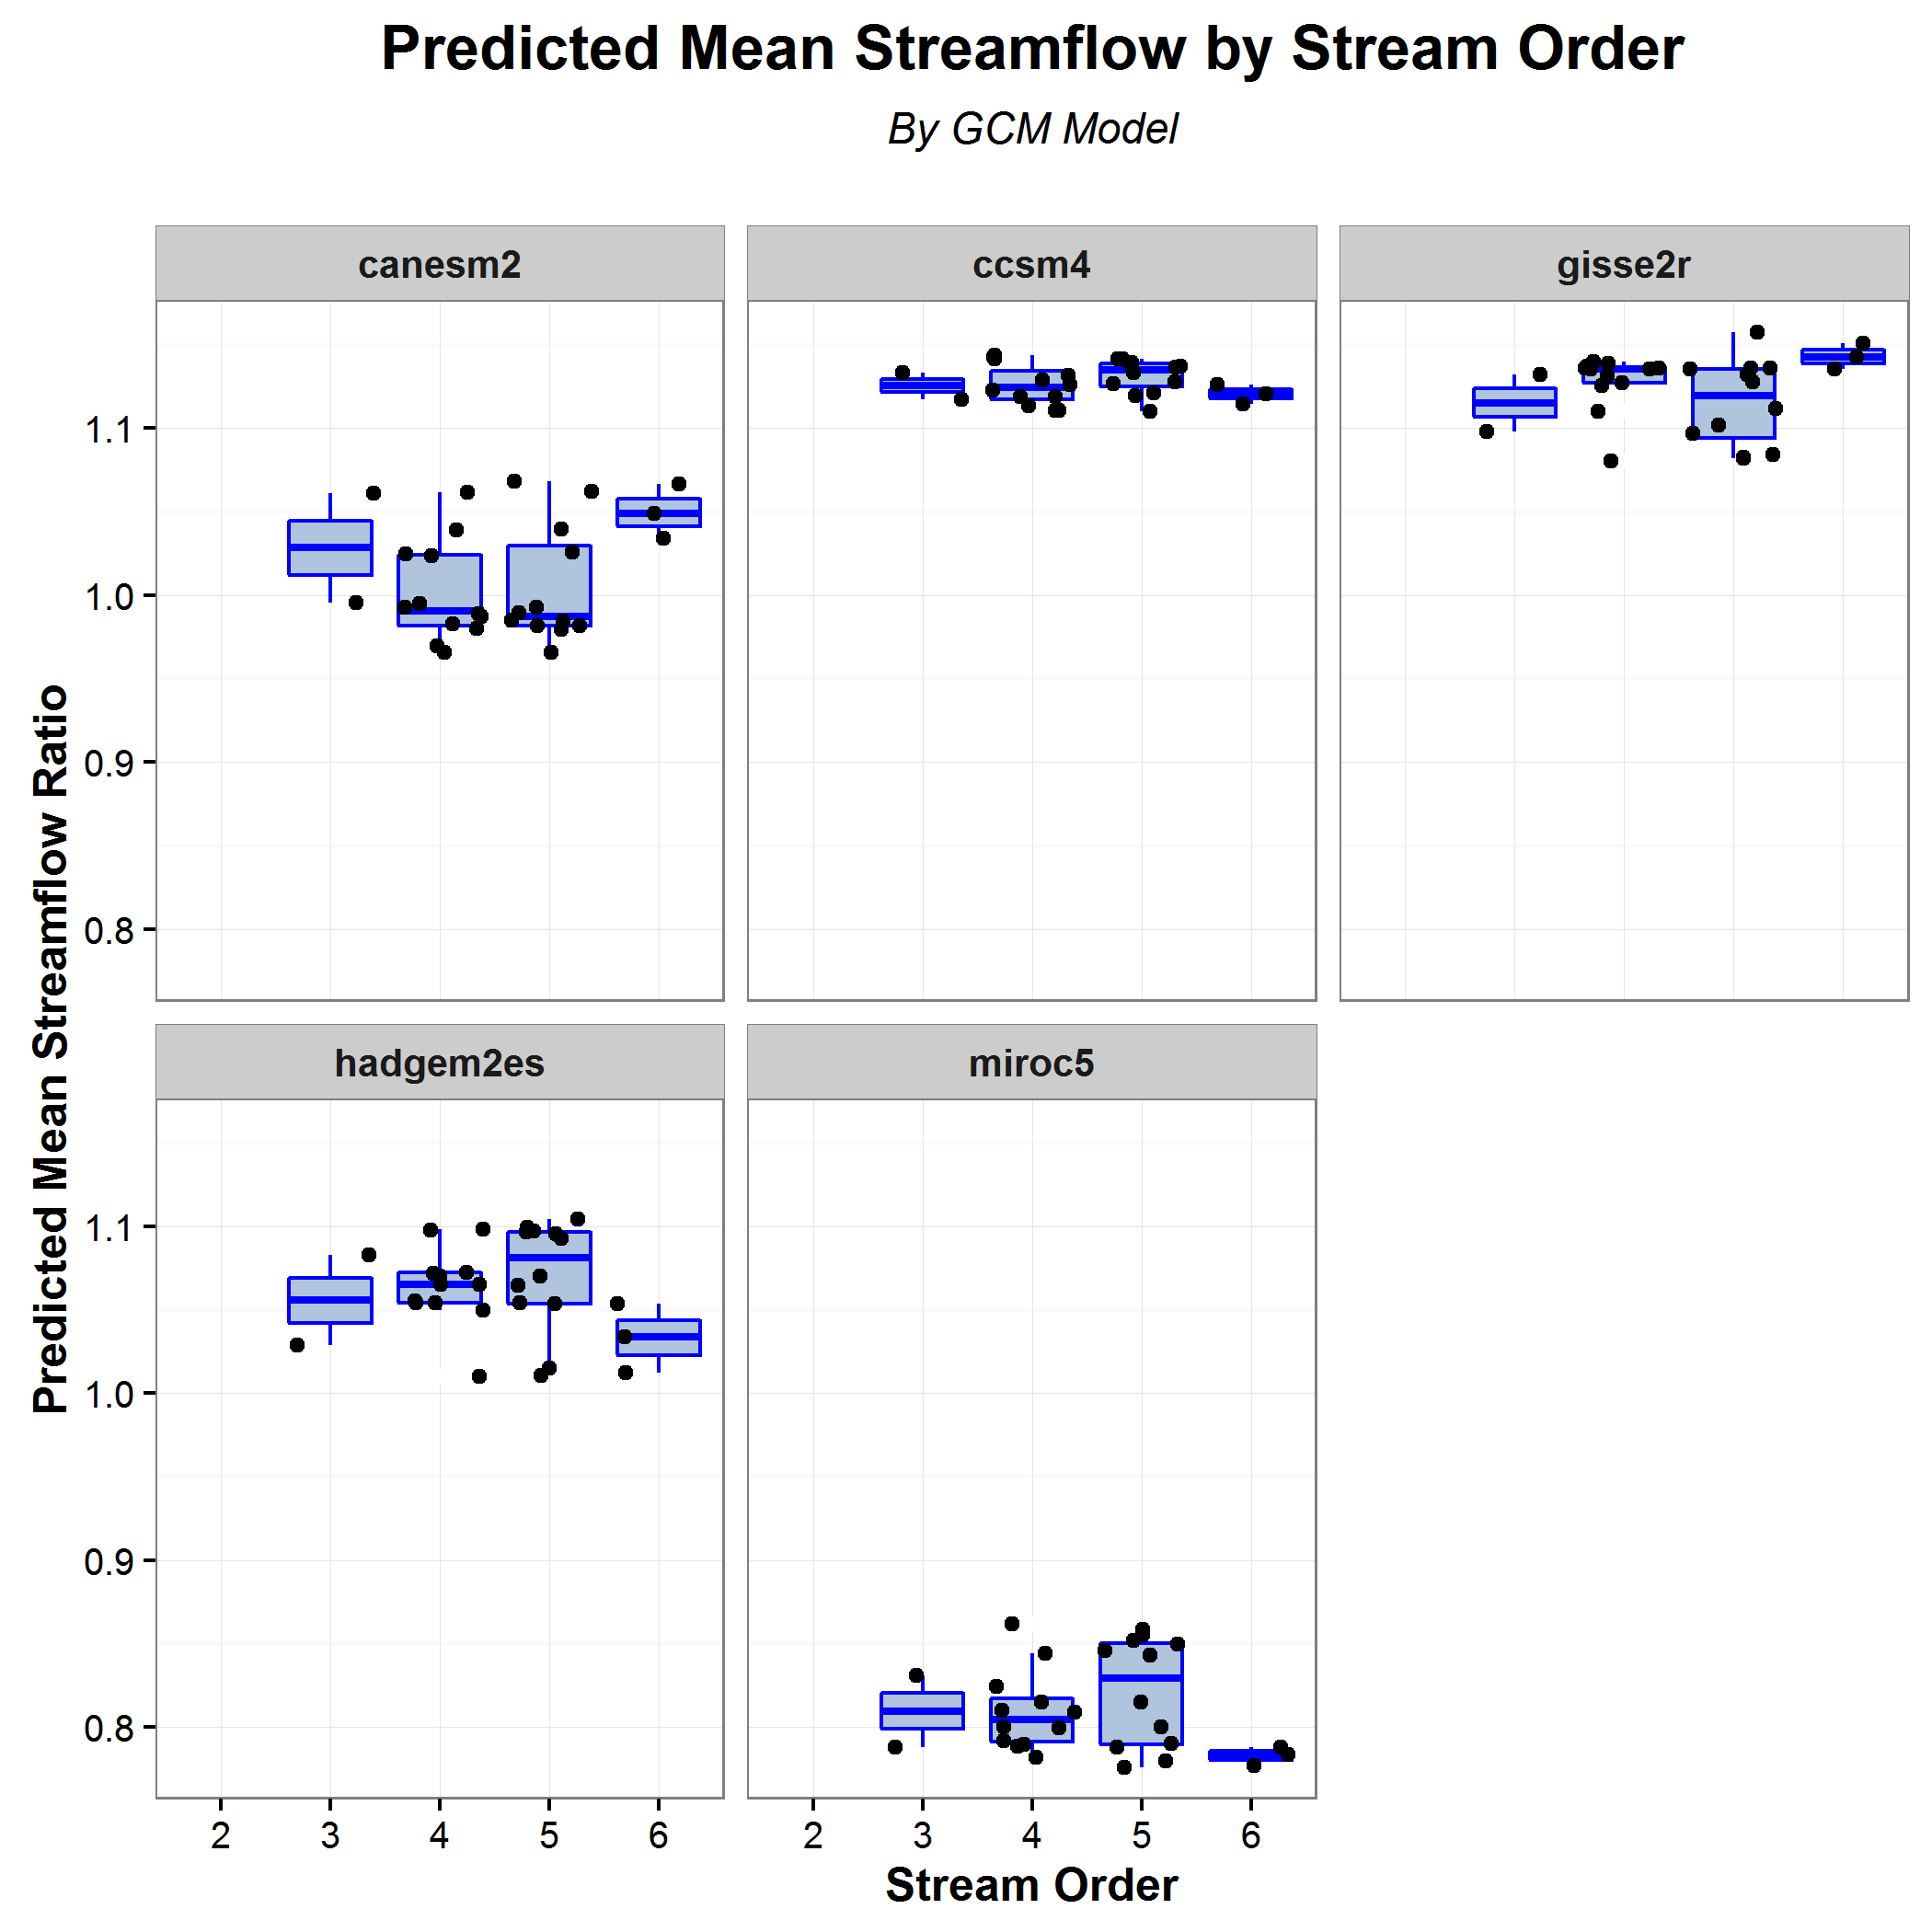 Predicted Mean Streamflow by Stream Order
By GCM Model
canesm2
ccsm4
gisse2r
1.1
1.0
0.9
0.8
Predicted Mean Streamflow Ratio
hadgem2es
miroc5
1.1
1.0
0.9
0.8
2 3 4 5 6
2 3 4 5 6
Stream Order